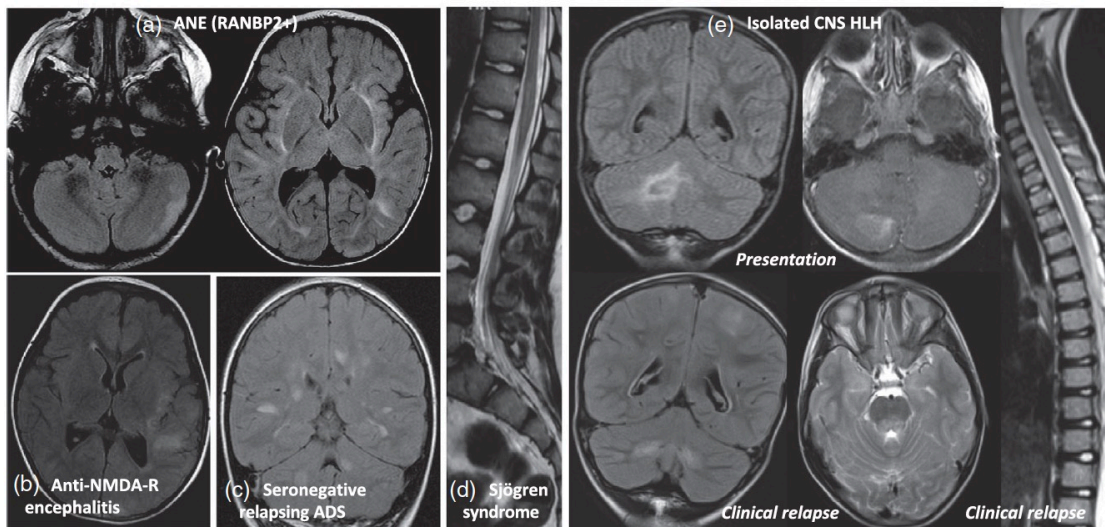 (a) ANE (RANBP2+)
(b) Anti-NMDA-R
encephalitis
(c) Seronegative
relapsing ADS
(d) Sjögren
syndrome
(e) Isolated CNS HLH
Presentation
Clinical relapse
Clinical relapse